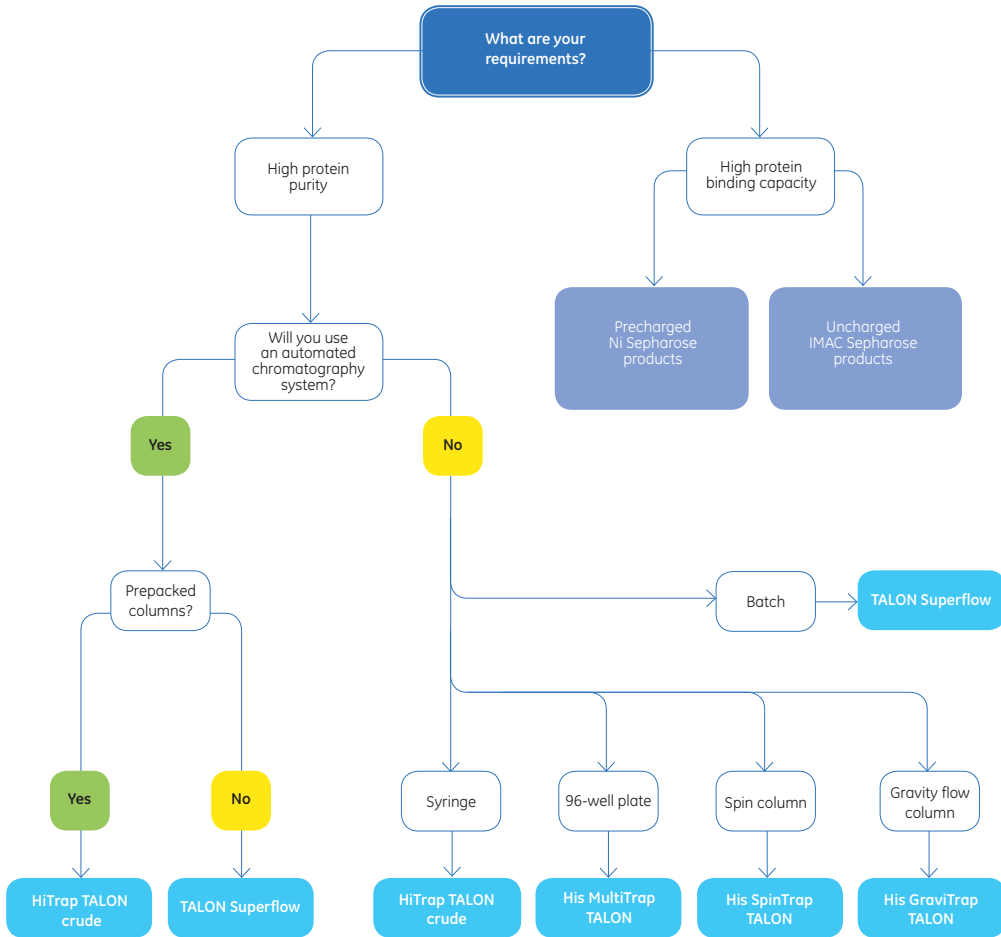 What are your
requirements?
High protein
purity
High protein
binding capacity
Precharged
Ni Sepharose
products
Uncharged
IMAC Sepharose
products
Will you use
an automated
chromatography
system?
Yes
No
Prepacked
columns?
Batch
TALON Superflow
Yes
No
Syringe
96-well plate
Spin column
Gravity flow
column
HiTrap TALON
crude
TALON Superflow
HiTrap TALON
crude
His MultiTrap
TALON
His SpinTrap
TALON
His GraviTrap
TALON